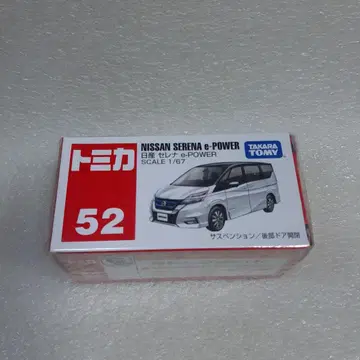 トミカ
52
NISSAN SERENA e-POWER
日産 セレナ e-POWER
SCALE 1/67
TAKARA
TOMY
サスペンション／後部ドア開閉